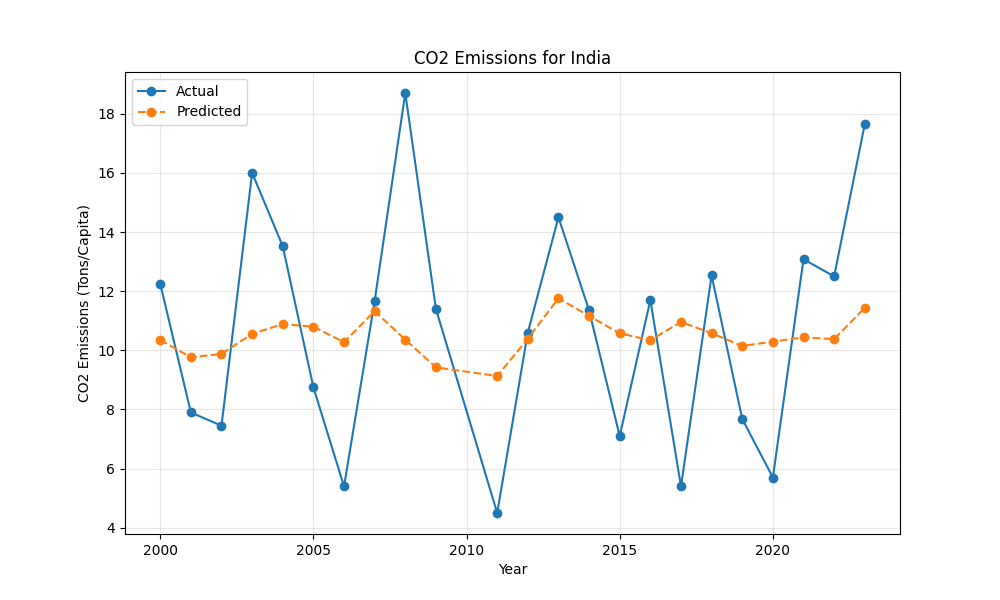 CO2 Emissions for India
Actual
Predicted
CO2 Emissions (Tons/Capita)
18
16
14
12
10
8
6
4
2000
2005
2010
2015
2020
Year